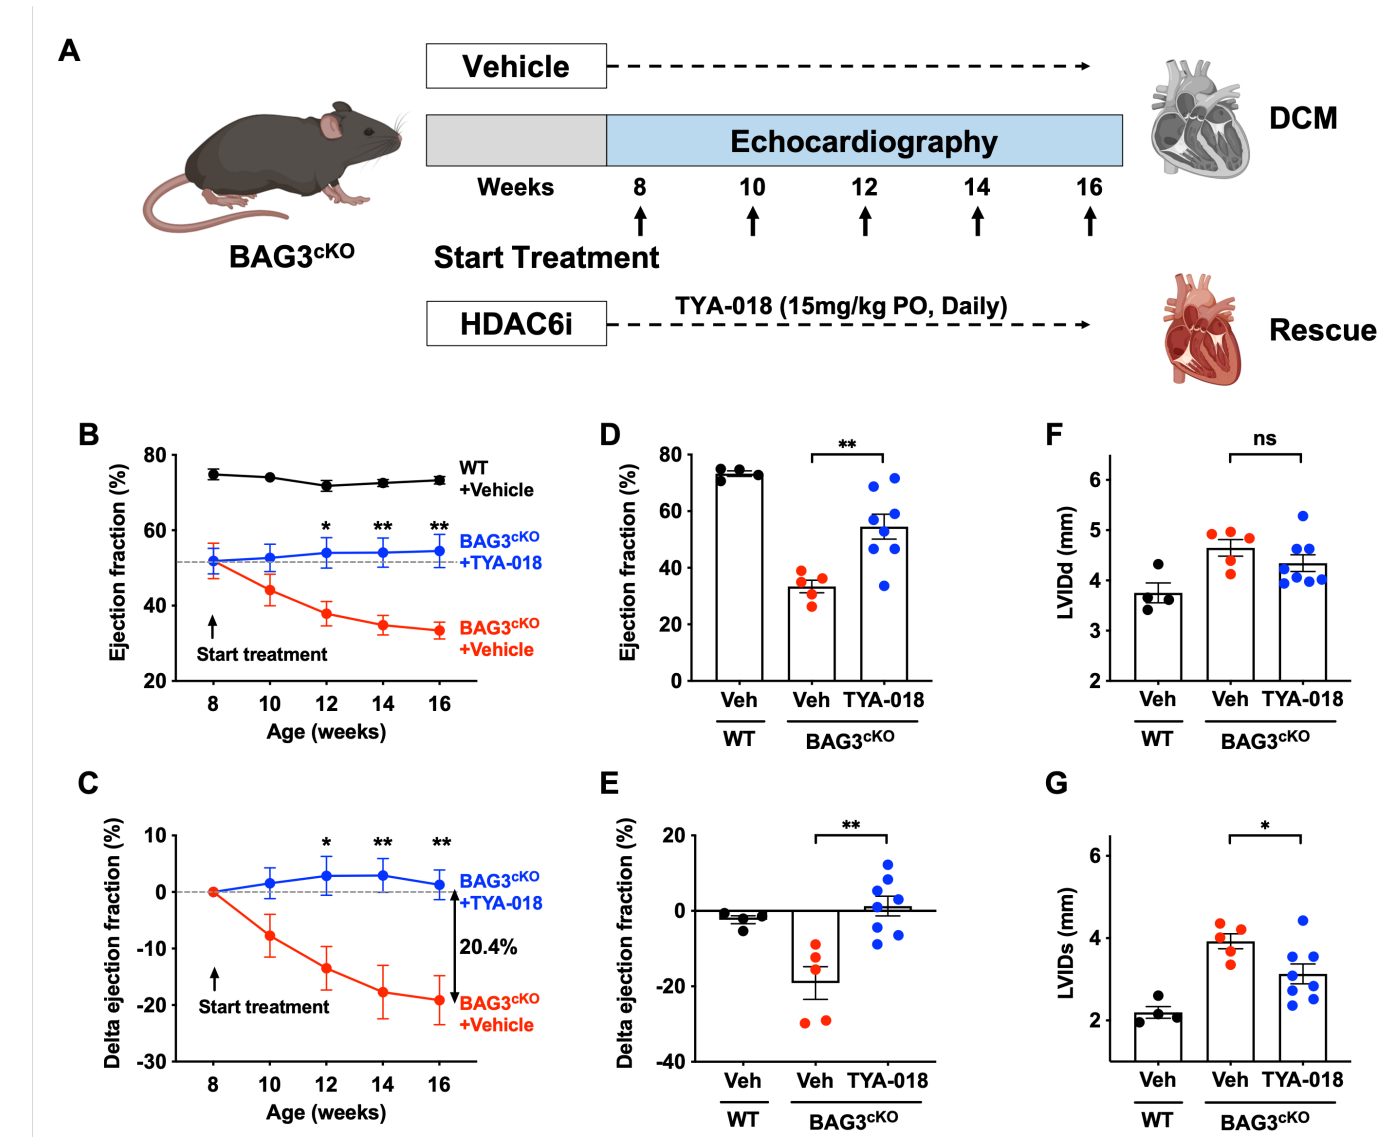 A
Vehicle
Echocardiography
DCM
Weeks
8 10 12 14 16
BAG3cKO
Start Treatment
HDAC6i
TYA-018 (15mg/kg PO, Daily)
Rescue
B
Ejection fraction (%)
80
60
40
20
WT
+Vehicle
* ** **
BAG3cKO
+TYA-018
BAG3cKO
+Vehicle
Start treatment
8 10 12 14 16
Age (weeks)
D
Ejection fraction (%)
80
60
40
20
0
**
Veh Veh TYA-018
WT BAG3cKO
F
LVIDd (mm)
6
5
4
3
2
ns
Veh Veh TYA-018
WT BAG3cKO
C
Delta ejection fraction (%)
10
0
-10
-20
-30
* ** **
BAG3cKO
+TYA-018
20.4%
BAG3cKO
+Vehicle
Start treatment
8 10 12 14 16
Age (weeks)
E
Delta ejection fraction (%)
20
0
-20
-40
**
Veh Veh TYA-018
WT BAG3cKO
G
LVIDs (mm)
6
4
2
*
Veh Veh TYA-018
WT BAG3cKO